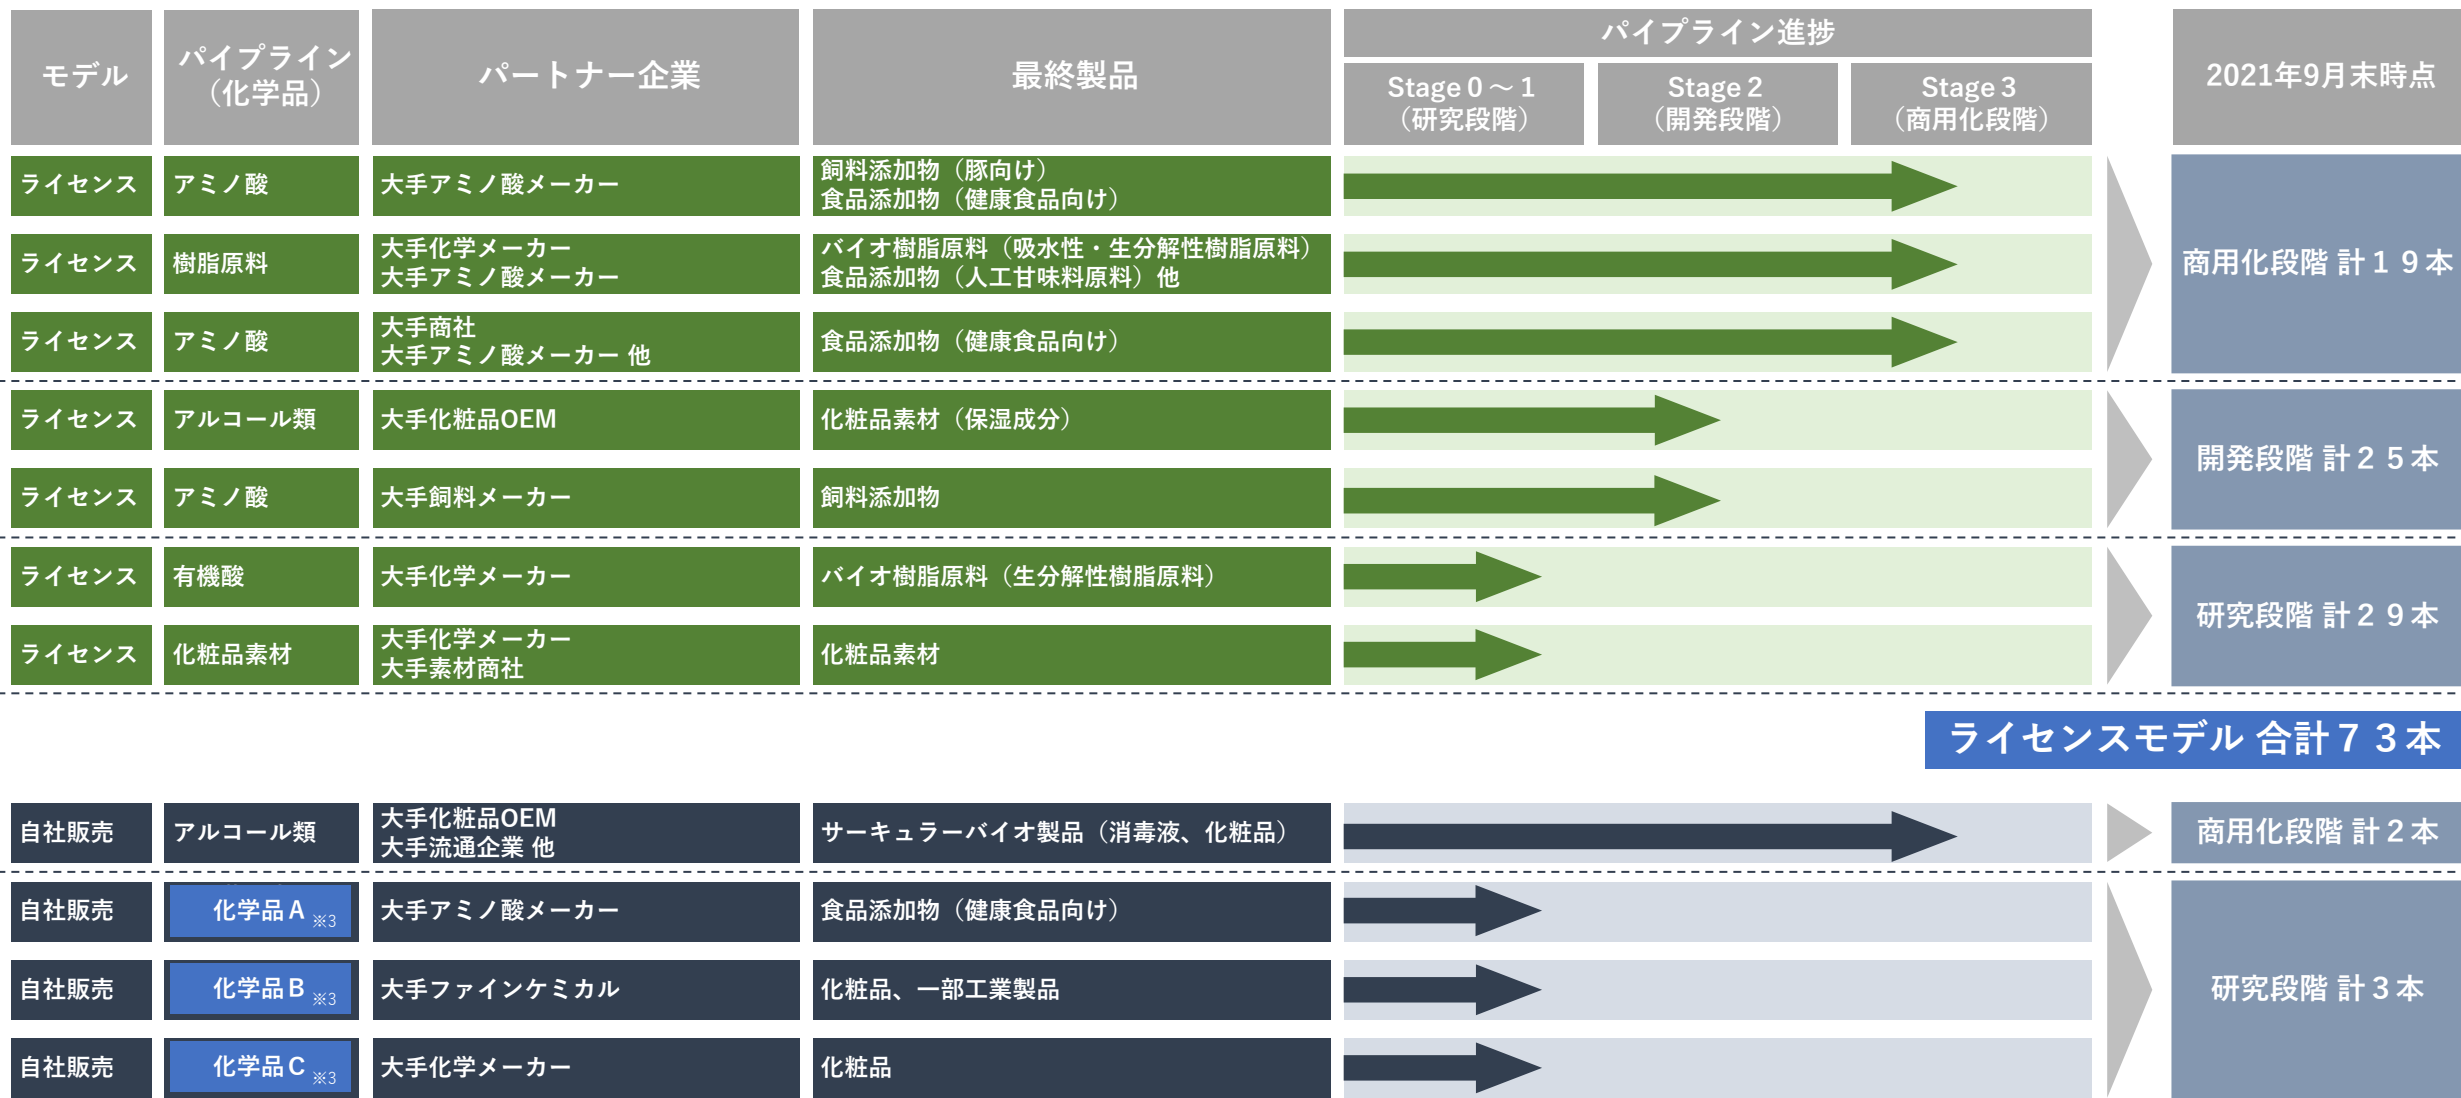 モデル
パイプライン
（化学品）
パートナー企業
最終製品
パイプライン進捗
Stage 0 ～ 1
（研究段階）
Stage 2
（開発段階）
Stage 3
（商用化段階）
2021年9月末時点
ライセンス
アミノ酸
大手アミノ酸メーカー
飼料添加物（豚向け）
食品添加物（健康食品向け）
ライセンス
樹脂原料
大手化学メーカー
大手アミノ酸メーカー
バイオ樹脂原料（吸水性・生分解性樹脂原料）
食品添加物（人工甘味料原料）他
ライセンス
アミノ酸
大手商社
大手アミノ酸メーカー 他
食品添加物（健康食品向け）
商用化段階 計１９本
ライセンス
アルコール類
大手化粧品OEM
化粧品素材（保湿成分）
ライセンス
アミノ酸
大手飼料メーカー
飼料添加物
開発段階 計２５本
ライセンス
有機酸
大手化学メーカー
バイオ樹脂原料（生分解性樹脂原料）
ライセンス
化粧品素材
大手化学メーカー
大手素材商社
化粧品素材
研究段階 計２９本
ライセンスモデル 合計７３本
自社販売
アルコール類
大手化粧品OEM
大手流通企業 他
サーキュラーバイオ製品（消毒液、化粧品）
商用化段階 計２本
自社販売
化学品A ※3
大手アミノ酸メーカー
食品添加物（健康食品向け）
自社販売
化学品B ※3
大手ファインケミカル
化粧品、一部工業製品
自社販売
化学品C ※3
大手化学メーカー
化粧品
研究段階 計３本